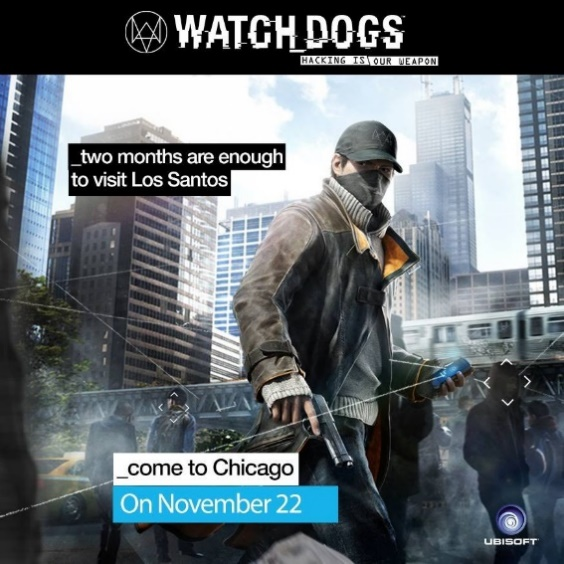 WATCH_DOGS
HACKING IS\OUR WEAPON
_two months are enough
to visit Los Santos
_come to Chicago
On November 22
UBISOFT